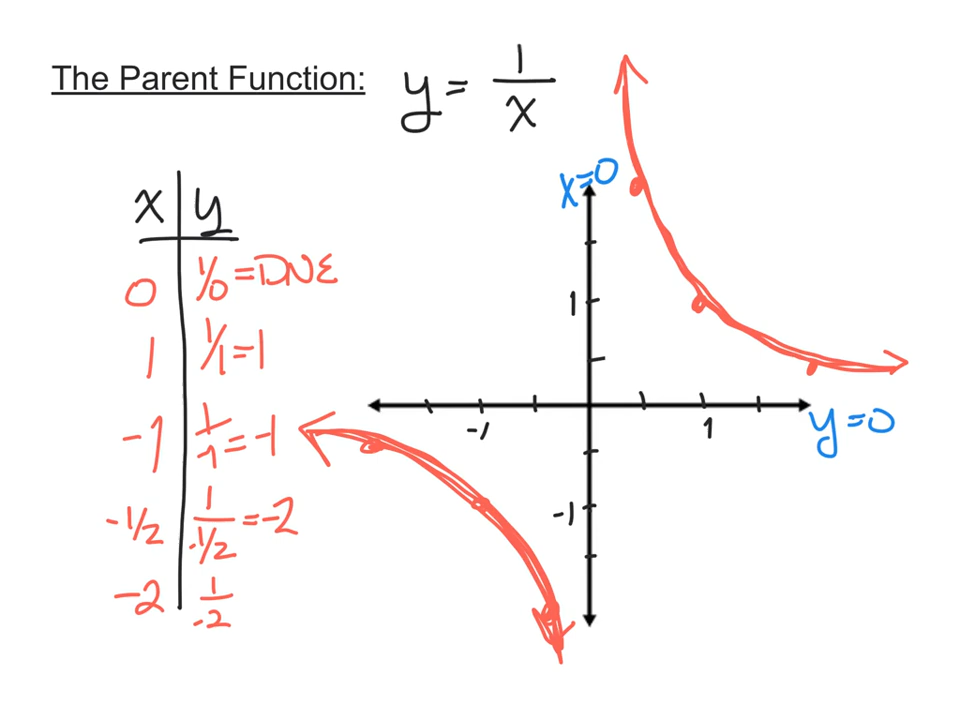 The Parent Function: y = 1/x
x y
0 1/0 = DNE
1 1/1 = 1
-1 1/-1 = -1
-1/2 1/-1/2 = -2
-2 1/-2
x=0
1
-1 1
y=0
-1